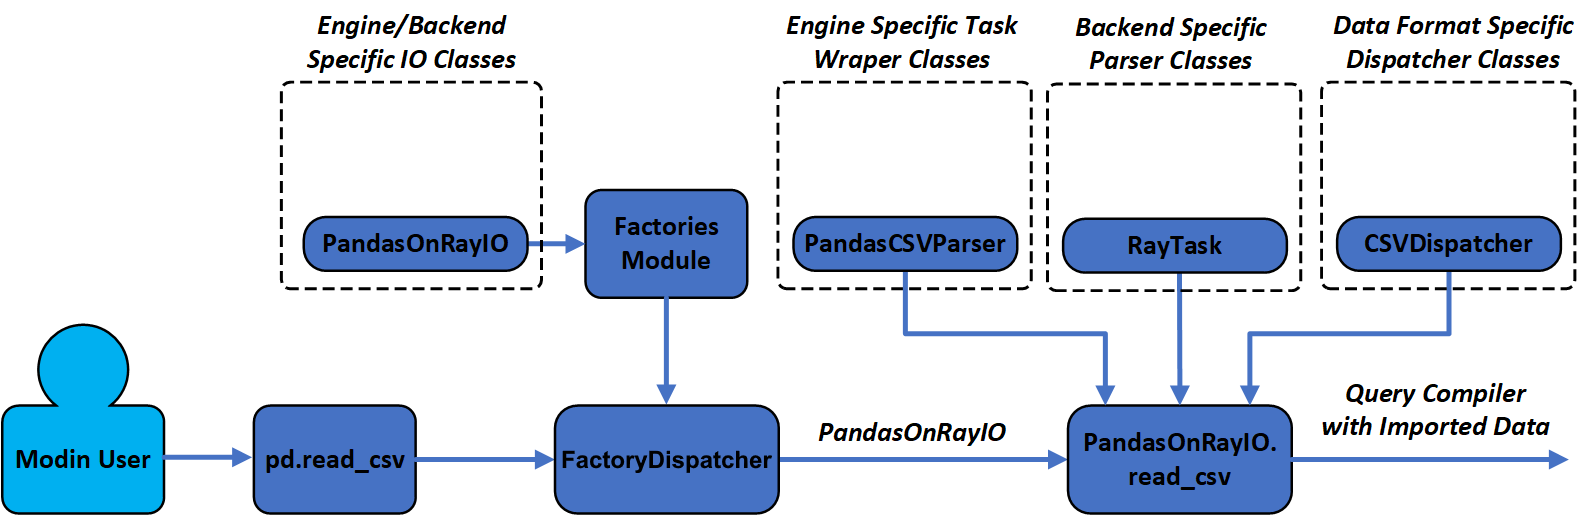 Engine/Backend
Specific IO Classes
Engine Specific Task
Wraper Classes
Backend Specific
Parser Classes
Data Format Specific
Dispatcher Classes
PandasOnRayIO
Factories
Module
PandasCSVParser
RayTask
CSVDispatcher
Modin User
pd.read_csv
FactoryDispatcher
PandasOnRayIO
PandasOnRayIO.
read_csv
Query Compiler
with Imported Data